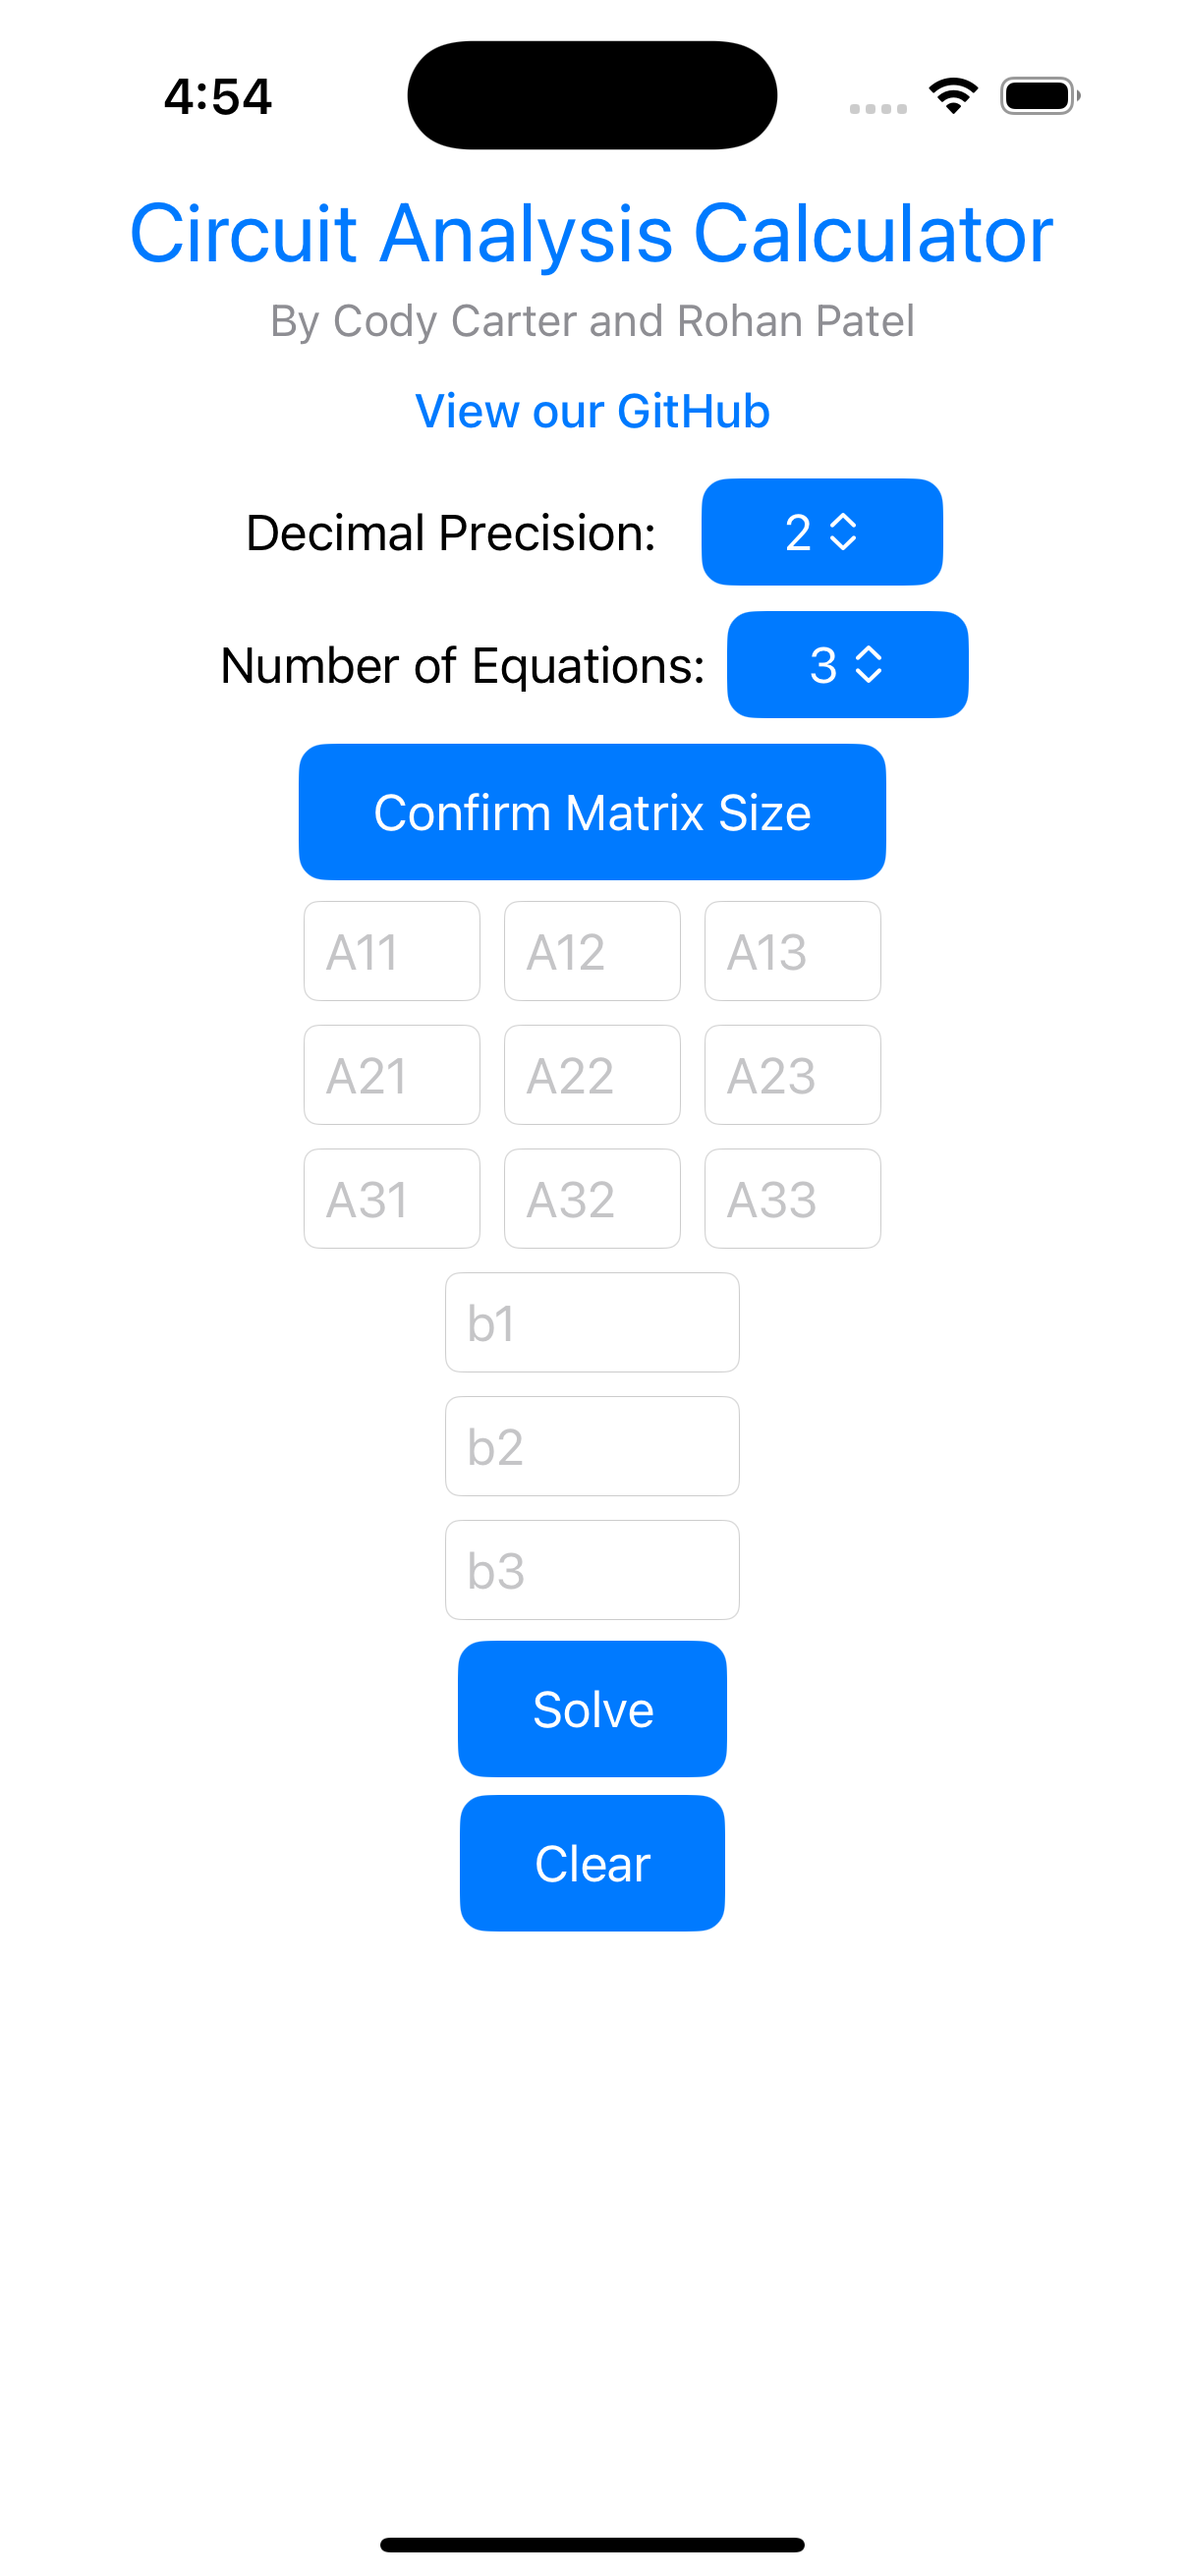 4:54
Circuit Analysis Calculator
By Cody Carter and Rohan Patel
View our GitHub
Decimal Precision: 2
Number of Equations: 3
Confirm Matrix Size
A11 A12 A13
A21 A22 A23
A31 A32 A33
b1
b2
b3
Solve
Clear